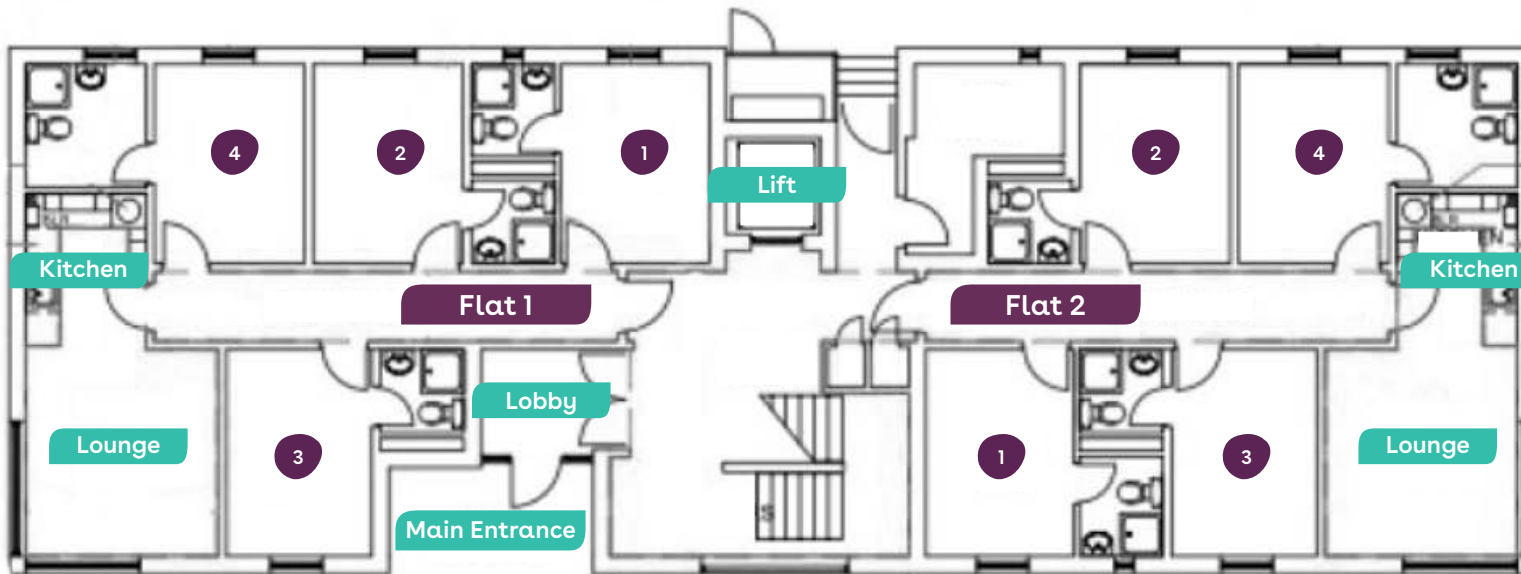 4
2
1
2
4
Lift
Kitchen
Kitchen
Flat 1
Flat 2
Lobby
Lounge
3
1
3
Lounge
Main Entrance